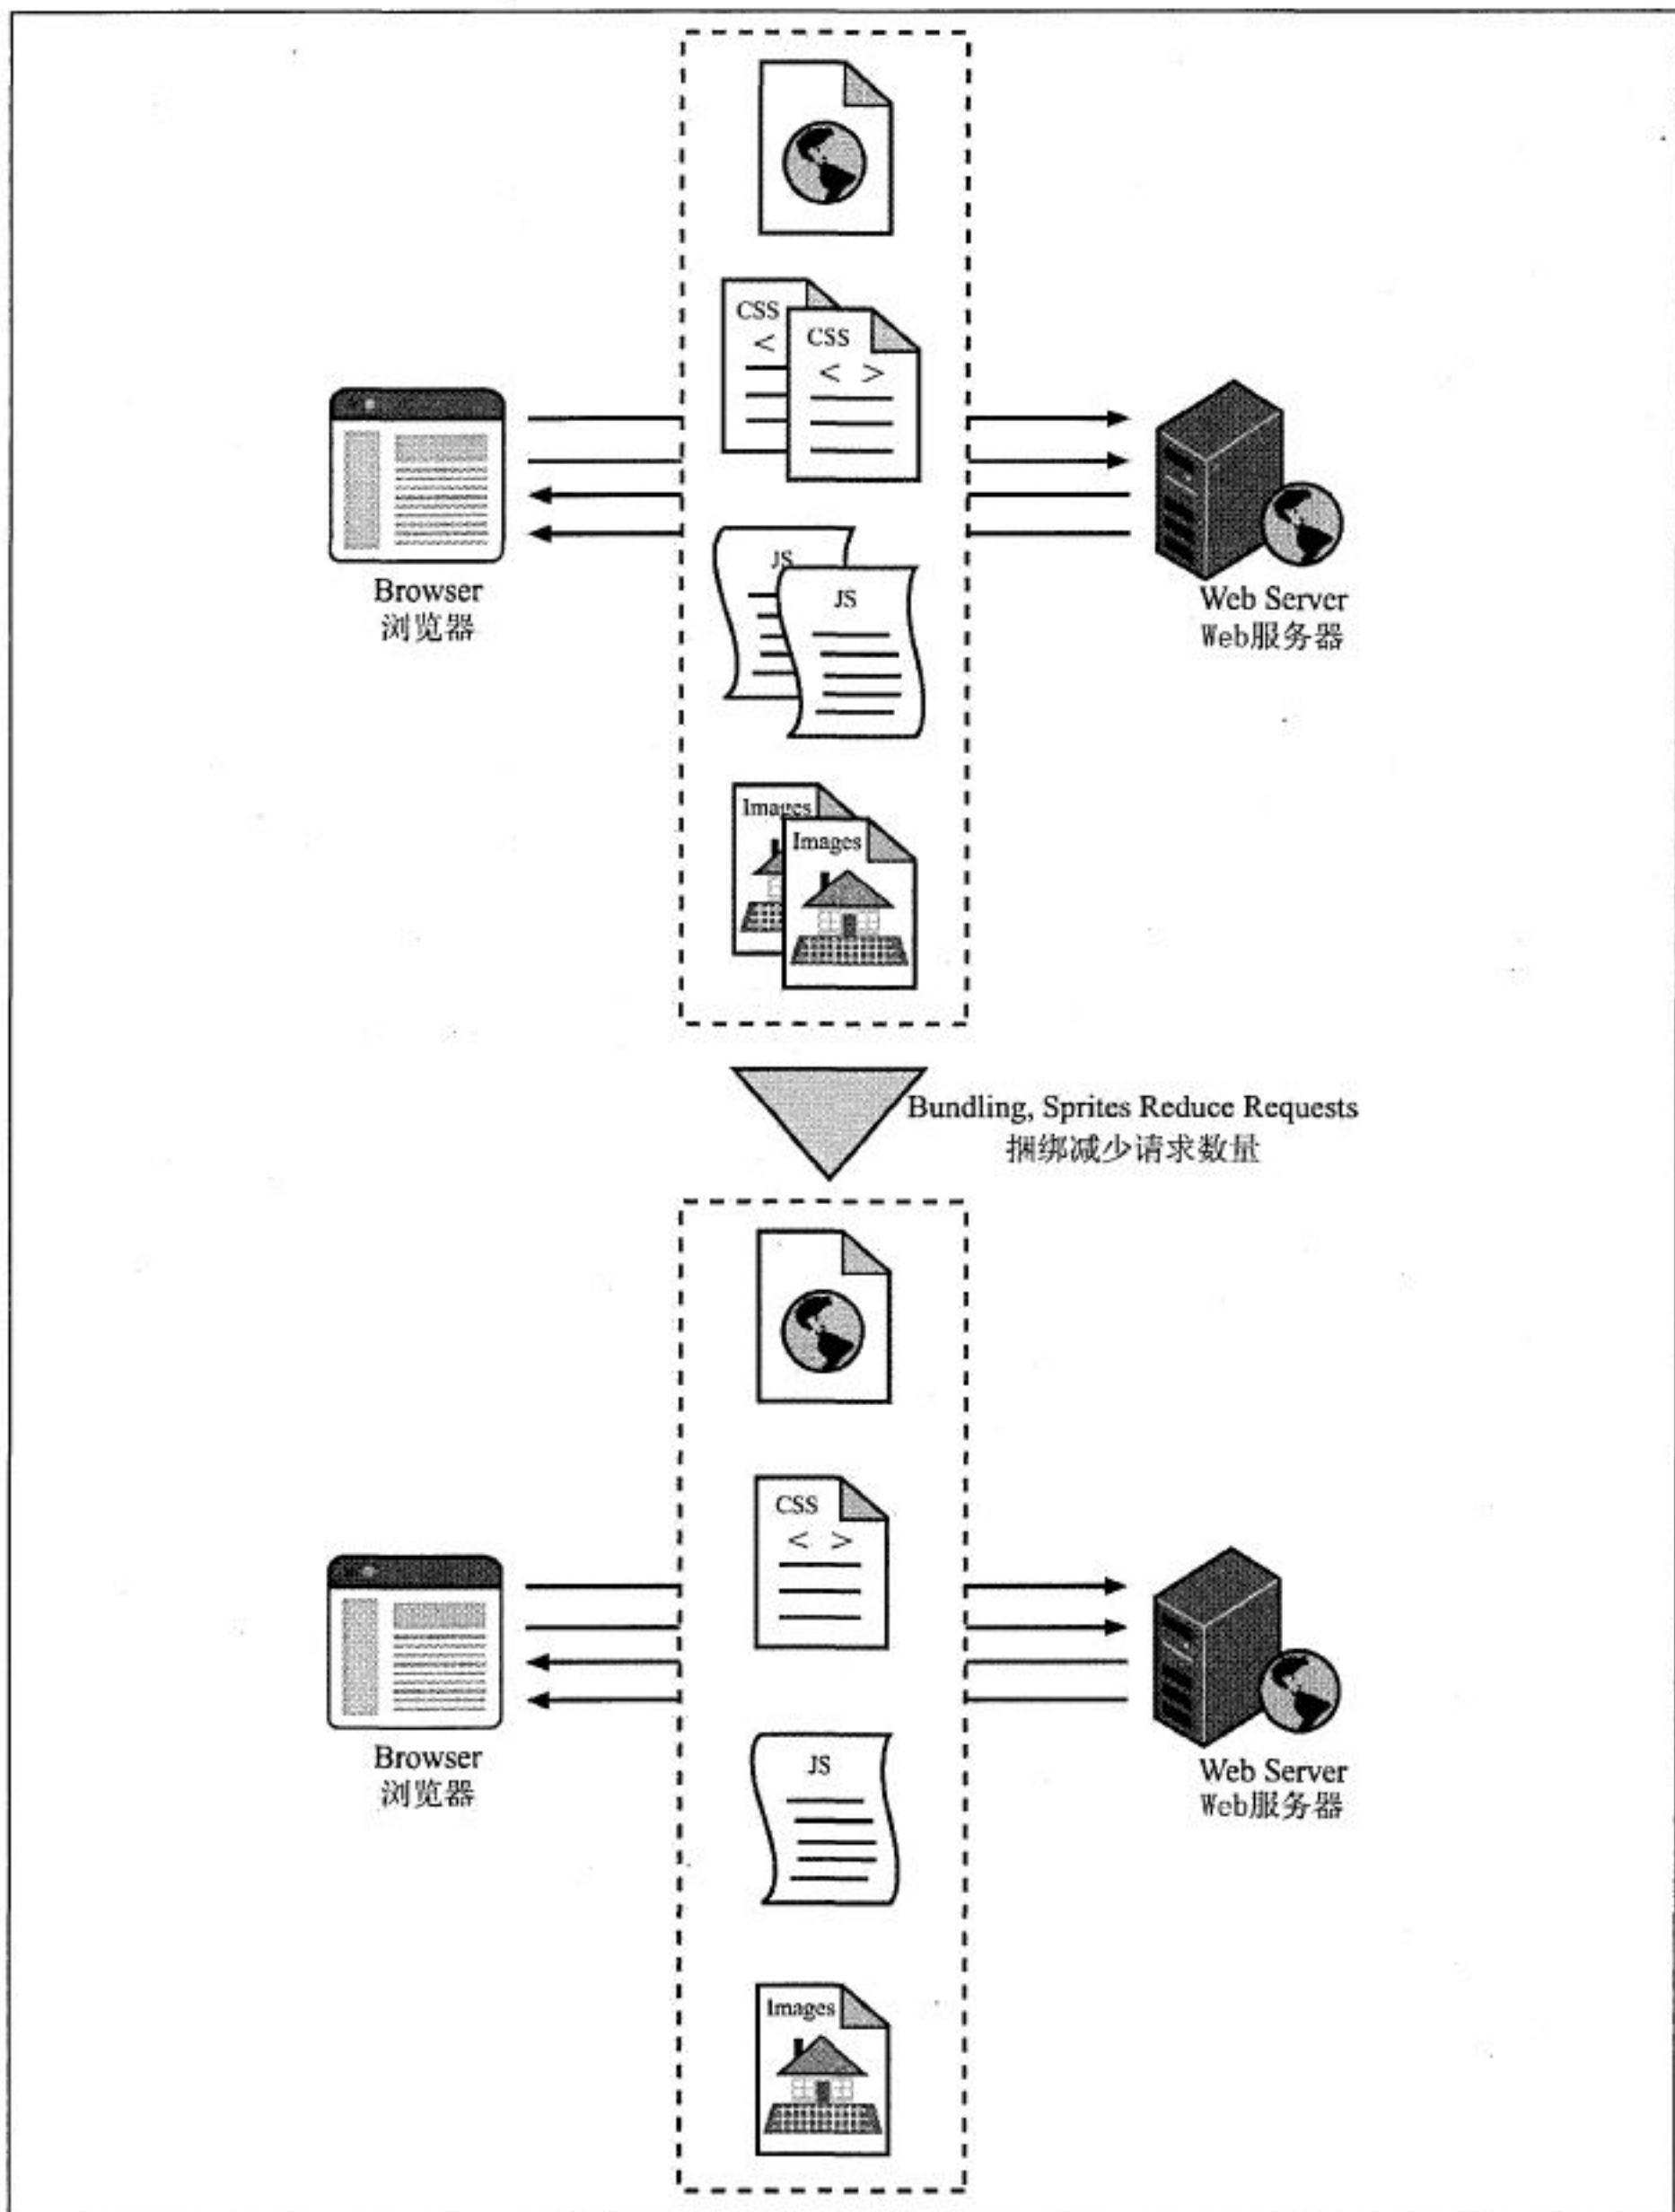 CSS
<
CSS
< >
Browser
浏览器
Web Server
Web服务器
JS
JS
Images
Images
Bundling, Sprites Reduce Requests
捆绑减少请求数量
CSS
< >
Browser
浏览器
Web Server
Web服务器
JS
Images